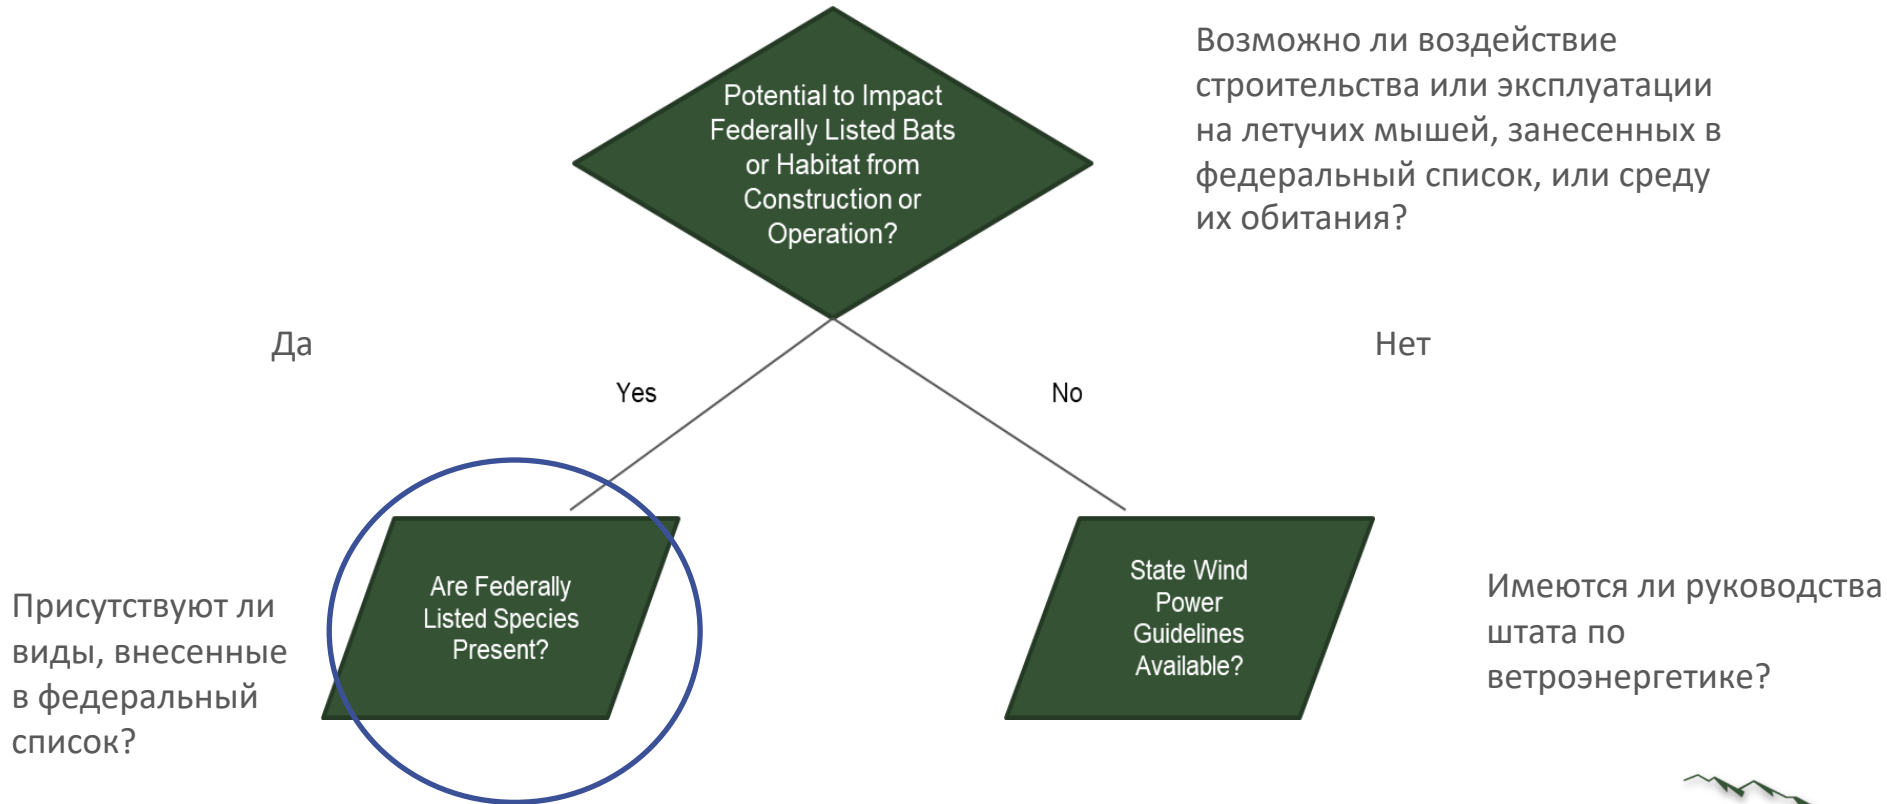 Potential to Impact
Federally Listed Bats
or Habitat from
Construction or
Operation?
Возможно ли воздействие
строительства или эксплуатации
на летучих мышей, занесенных в
федеральный список, или среду
их обитания?
Да
Нет
Yes
No
Присутствуют ли
виды, внесенные
в федеральный
список?
Are Federally
Listed Species
Present?
State Wind
Power
Guidelines
Available?
Имеются ли руководства
штата по
ветроэнергетике?